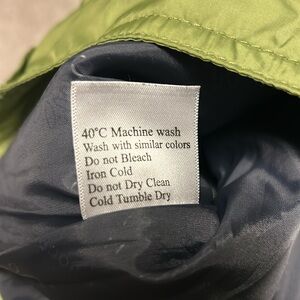 40°C Machine wash
Wash with similar colors
Do not Bleach
Iron Cold
Do not Dry Clean
Cold Tumble Dry